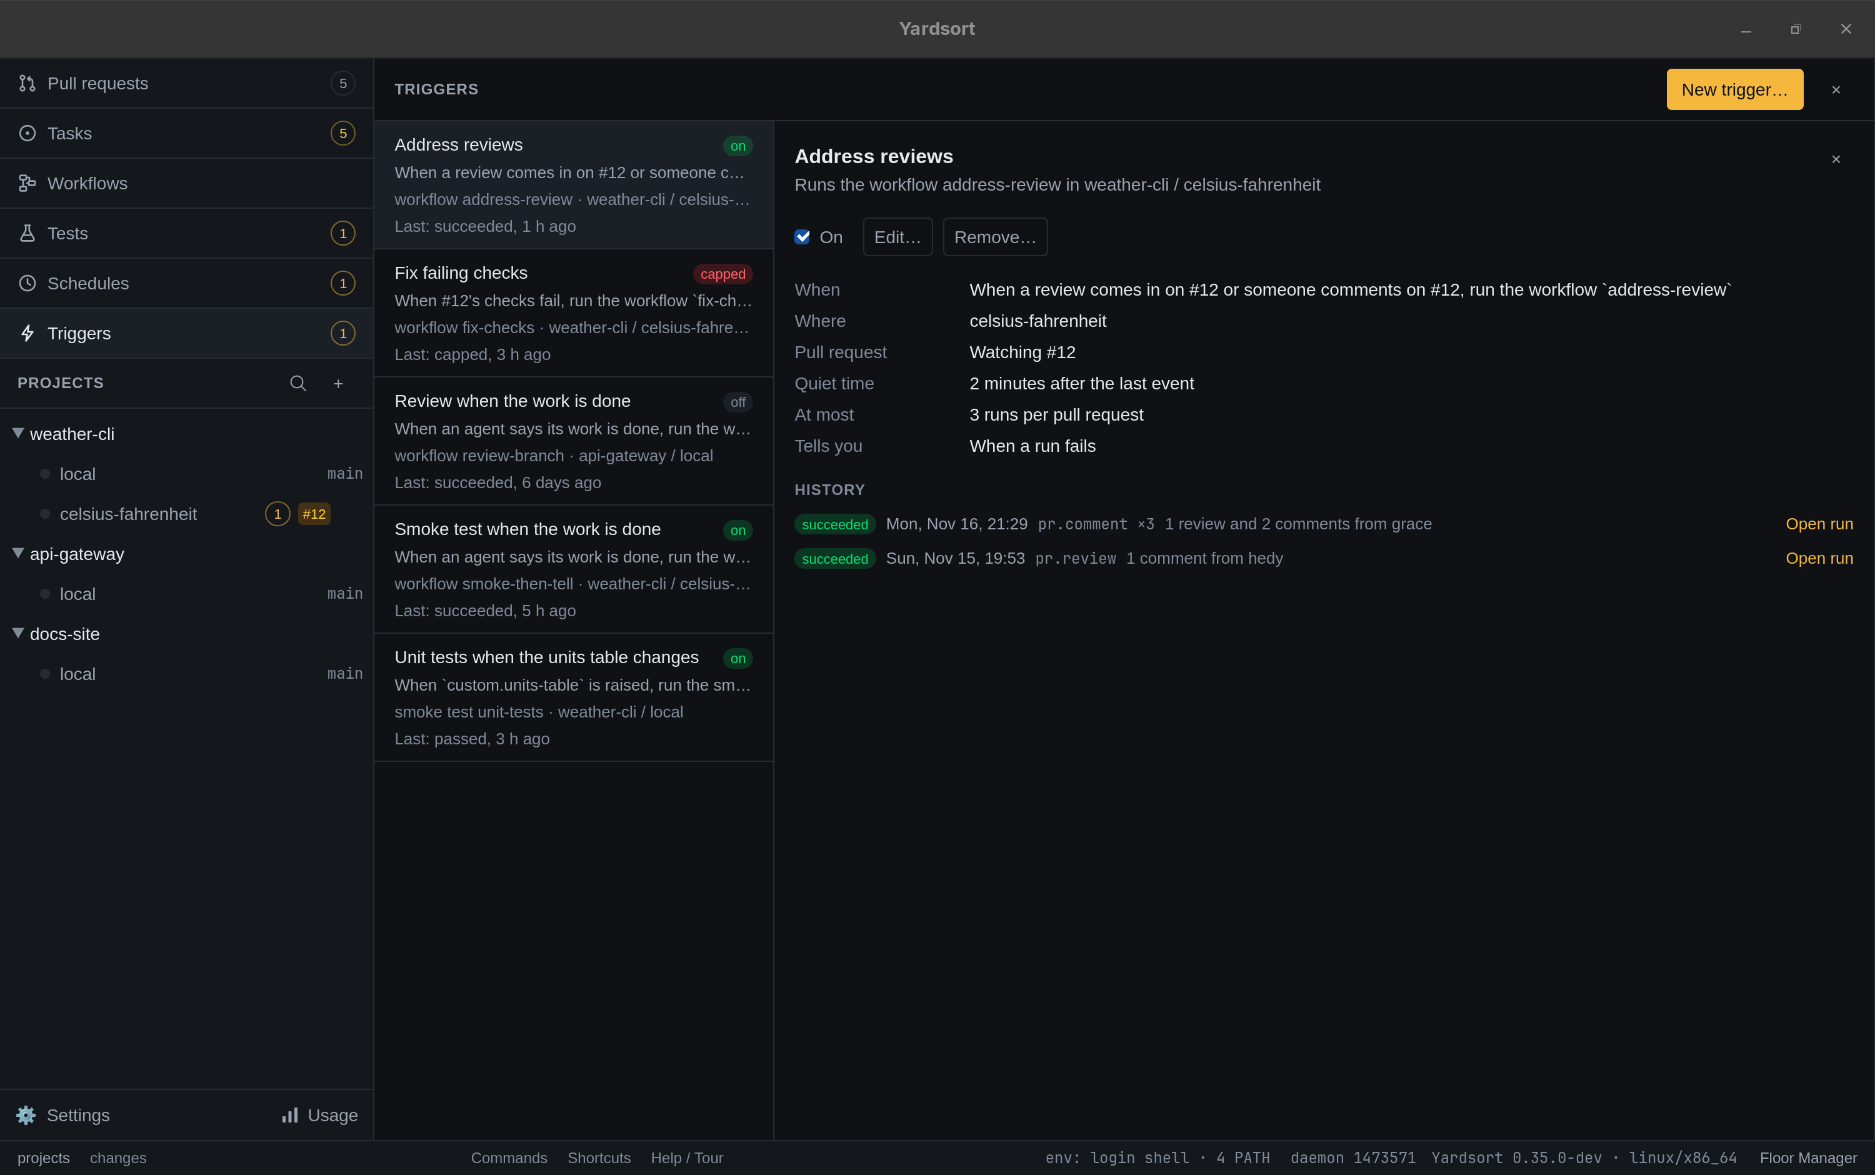 Yardsort
Pull requests 5
Tasks 5
Workflows
Tests 1
Schedules 1
Triggers 1
PROJECTS
weather-cli
local main
celsius-fahrenheit 1 #12
api-gateway
local main
docs-site
local main
Settings Usage
TRIGGERS New trigger…
Address reviews on
When a review comes in on #12 or someone c…
workflow address-review · weather-cli / celsius-…
Last: succeeded, 1 h ago
Fix failing checks capped
When #12's checks fail, run the workflow `fix-ch…
workflow fix-checks · weather-cli / celsius-fahre…
Last: capped, 3 h ago
Review when the work is done off
When an agent says its work is done, run the w…
workflow review-branch · api-gateway / local
Last: succeeded, 6 days ago
Smoke test when the work is done on
When an agent says its work is done, run the w…
workflow smoke-then-tell · weather-cli / celsius-…
Last: succeeded, 5 h ago
Unit tests when the units table changes on
When `custom.units-table` is raised, run the sm…
smoke test unit-tests · weather-cli / local
Last: passed, 3 h ago
Address reviews
Runs the workflow address-review in weather-cli / celsius-fahrenheit
On Edit… Remove…
When When a review comes in on #12 or someone comments on #12, run the workflow `address-review`
Where celsius-fahrenheit
Pull request Watching #12
Quiet time 2 minutes after the last event
At most 3 runs per pull request
Tells you When a run fails
HISTORY
succeeded Mon, Nov 16, 21:29 pr.comment ×3 1 review and 2 comments from grace Open run
succeeded Sun, Nov 15, 19:53 pr.review 1 comment from hedy Open run
projects changes Commands Shortcuts Help / Tour env: login shell · 4 PATH daemon 1473571 Yardsort 0.35.0-dev · linux/x86_64 Floor Manager